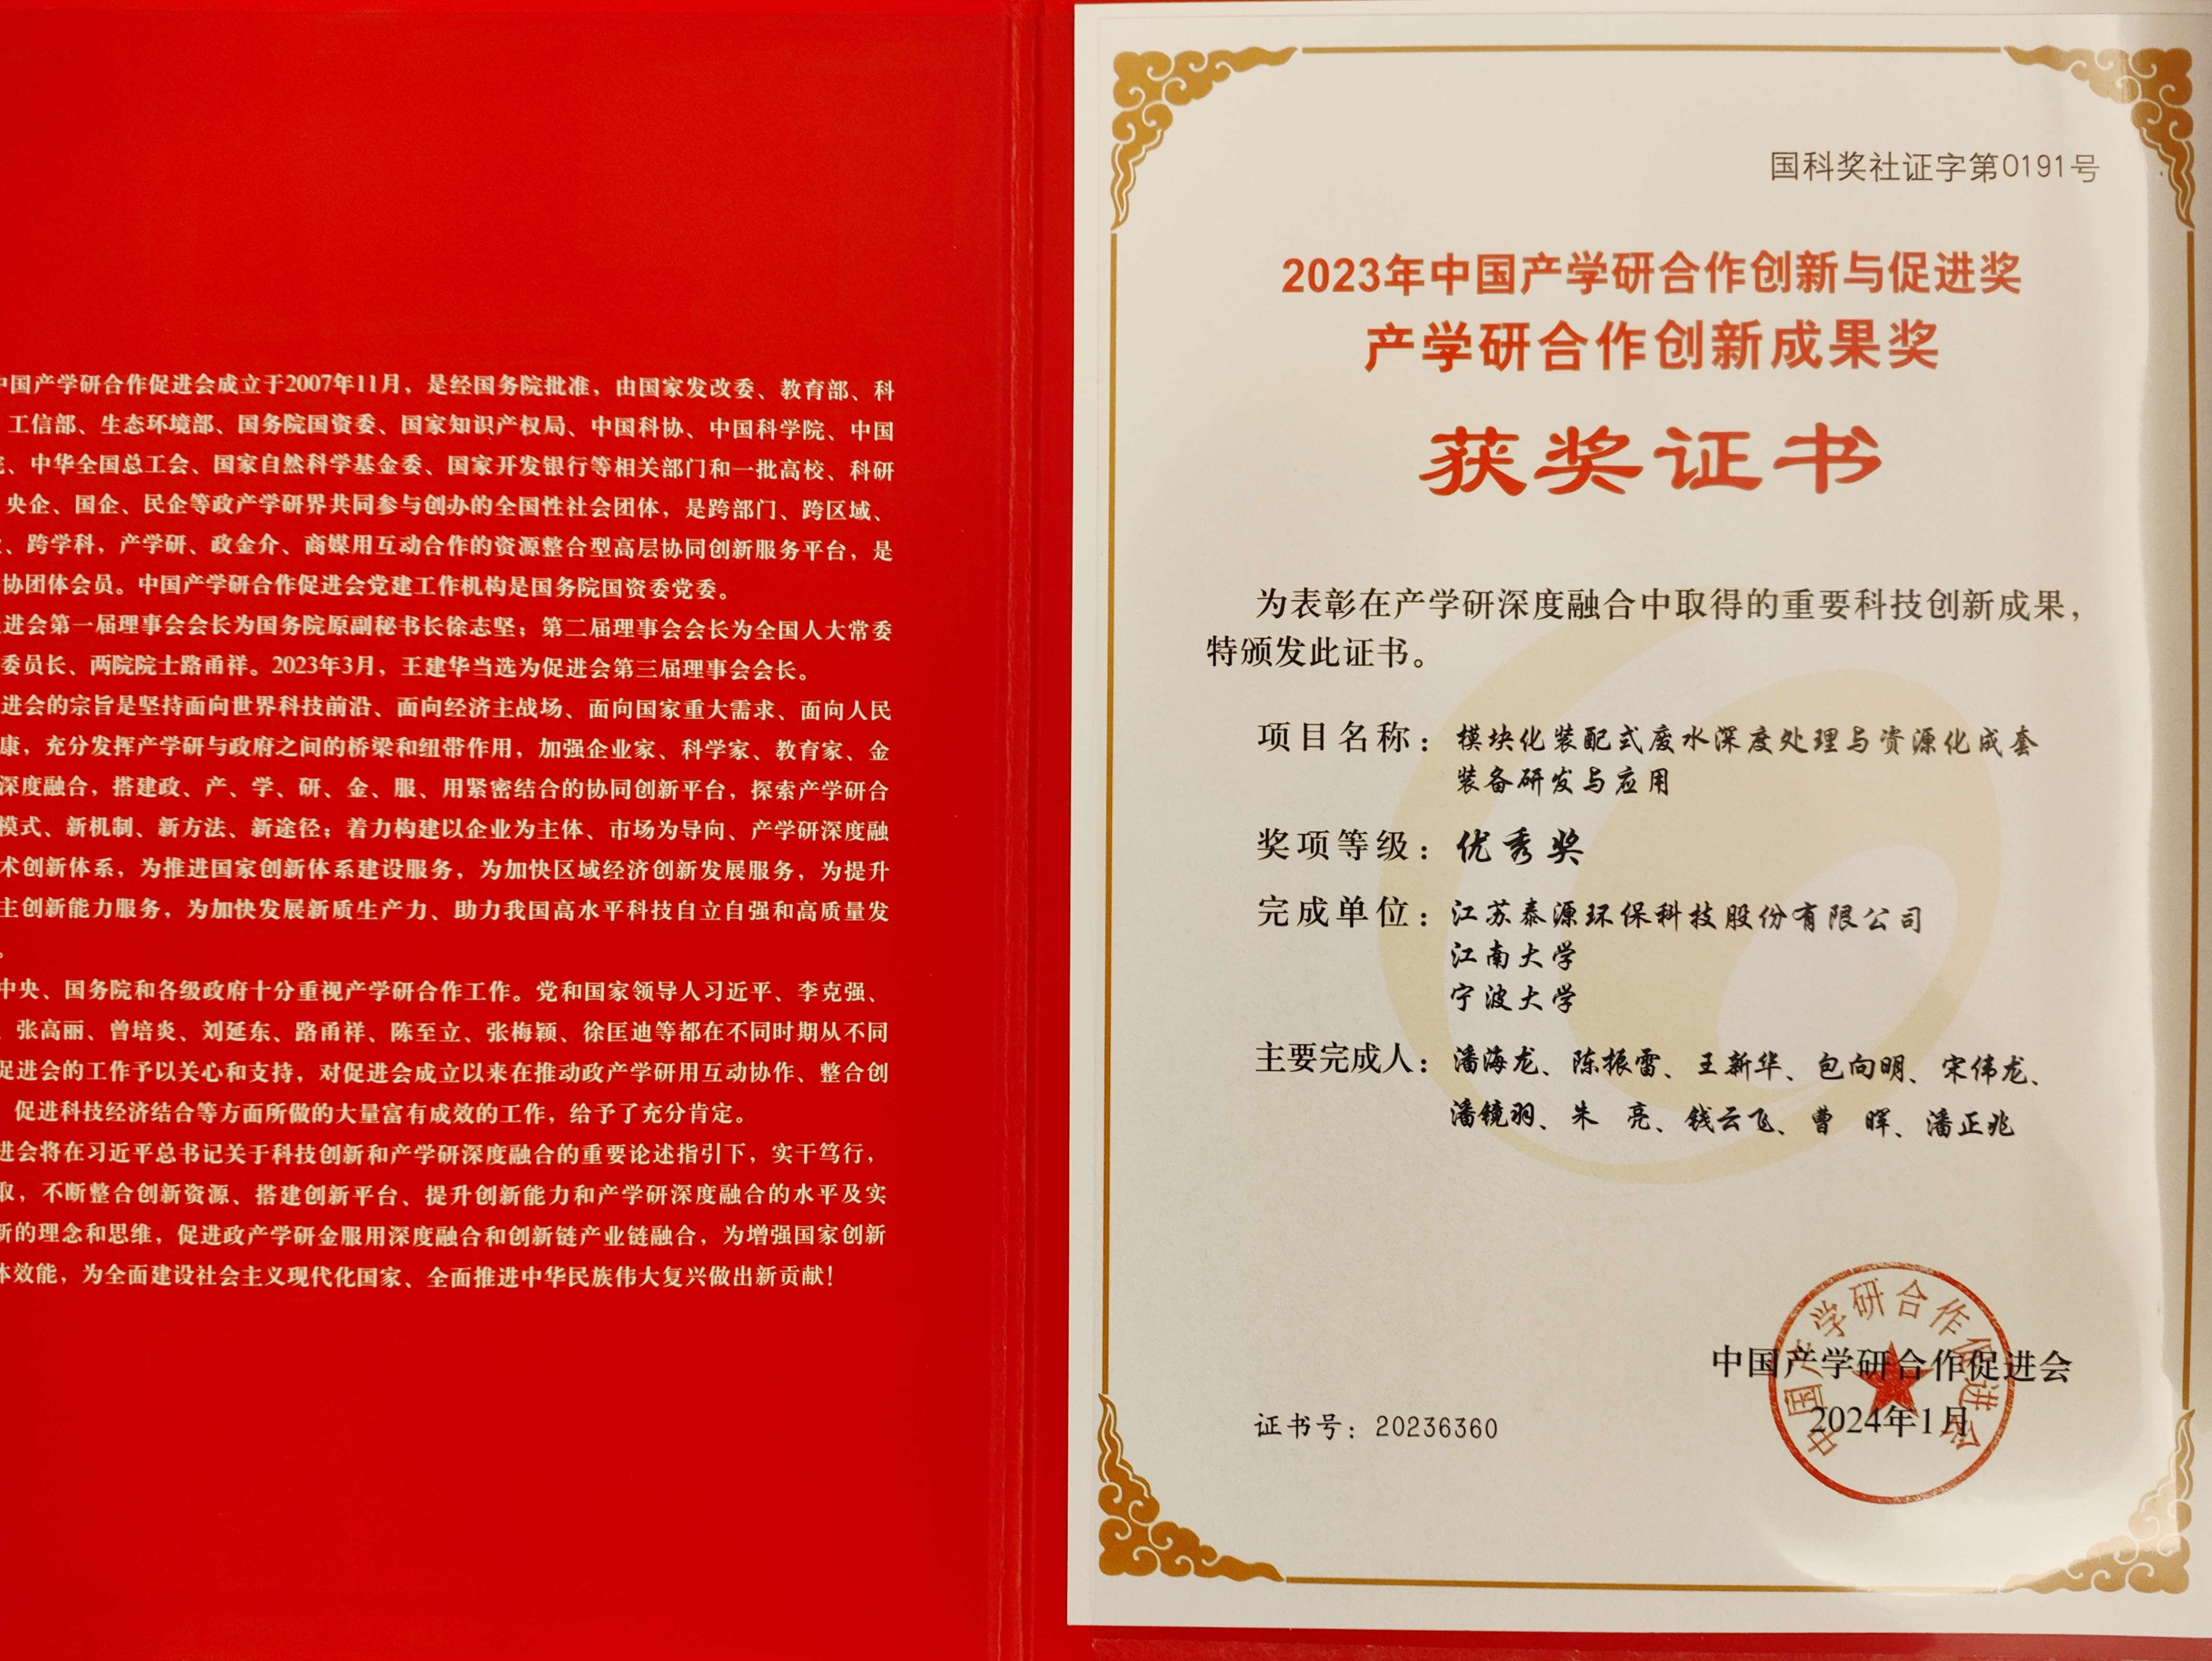 中国产学研合作促进会成立于2007年11月，是经国务院批准，由国家发改委、教育部、科
工信部、生态环境部、国务院国资委、国家知识产权局、中国科协、中国科学院、中国
、中华全国总工会、国家自然科学基金委、国家开发银行等相关部门和一批高校、科研
央企、国企、民企等政产学研界共同参与创办的全国性社会团体，是跨部门、跨区域、
、跨学科，产学研、政金介、商媒用互动合作的资源整合型高层协同创新服务平台，是
协团体会员。中国产学研合作促进会党建工作机构是国务院国资委党委。
进会第一届理事会会长为国务院原副秘书长徐志坚；第二届理事会会长为全国人大常委
委员长、两院院士路甬祥。2023年3月，王建华当选为促进会第三届理事会会长。
进会的宗旨是坚持面向世界科技前沿、面向经济主战场、面向国家重大需求、面向人民
康，充分发挥产学研与政府之间的桥梁和纽带作用，加强企业家、科学家、教育家、金
深度融合，搭建政、产、学、研、金、服、用紧密结合的协同创新平台，探索产学研合
模式、新机制、新方法、新途径；着力构建以企业为主体、市场为导向、产学研深度融
术创新体系，为推进国家创新体系建设服务，为加快区域经济创新发展服务，为提升
主创新能力服务，为加快发展新质生产力、助力我国高水平科技自立自强和高质量发
。
中央、国务院和各级政府十分重视产学研合作工作。党和国家领导人习近平、李克强、
张高丽、曾培炎、刘延东、路甬祥、陈至立、张梅颖、徐匡迪等都在不同时期从不同
促进会的工作予以关心和支持，对促进会成立以来在推动政产学研用互动协作、整合创
促进科技经济结合等方面所做的大量富有成效的工作，给予了充分肯定。
进会将在习近平总书记关于科技创新和产学研深度融合的重要论述指引下，实干笃行，
取，不断整合创新资源、搭建创新平台、提升创新能力和产学研深度融合的水平及实
新的理念和思维，促进政产学研金服用深度融合和创新链产业链融合，为增强国家创新
体效能，为全面建设社会主义现代化国家、全面推进中华民族伟大复兴做出新贡献！
国科奖社证字第0191号
2023年中国产学研合作创新与促进奖
产学研合作创新成果奖
获奖证书
为表彰在产学研深度融合中取得的重要科技创新成果，
特颁发此证书。
项目名称：模块化装配式废水深度处理与资源化成套
装备研发与应用
奖项等级：优秀奖
完成单位：江苏泰源环保科技股份有限公司
江南大学
宁波大学
主要完成人：潘海龙、陈振雷、王新华、包向明、宋伟龙、
潘镜羽、朱 亮、钱云飞、曹 晖、潘正兆
中国产学研合作促进会
中国产学研合作促进会
2024年1月
证书号：20236360